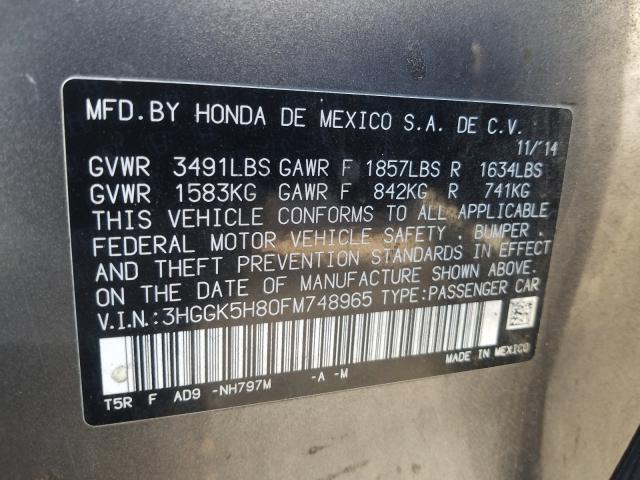 MFD.BY HONDA DE MEXICO S.A. DE C.V.
11/'14
GVWR 3491LBS GAWR F 1857LBS R 1634LBS
GVWR 1583KG GAWR F 842KG R 741KG
THIS VEHICLE CONFORMS TO ALL APPLICABLE
FEDERAL MOTOR VEHICLE SAFETY . BUMPER .
AND THEFT PREVENTION STANDARDS IN EFFECT
ON THE DATE OF MANUFACTURE SHOWN ABOVE.
V.I.N.:3HGGK5H80FM748965 TYPE:PASSENGER CAR
MADE IN MEXICO
T5R F AD9 -NH797M -A -M